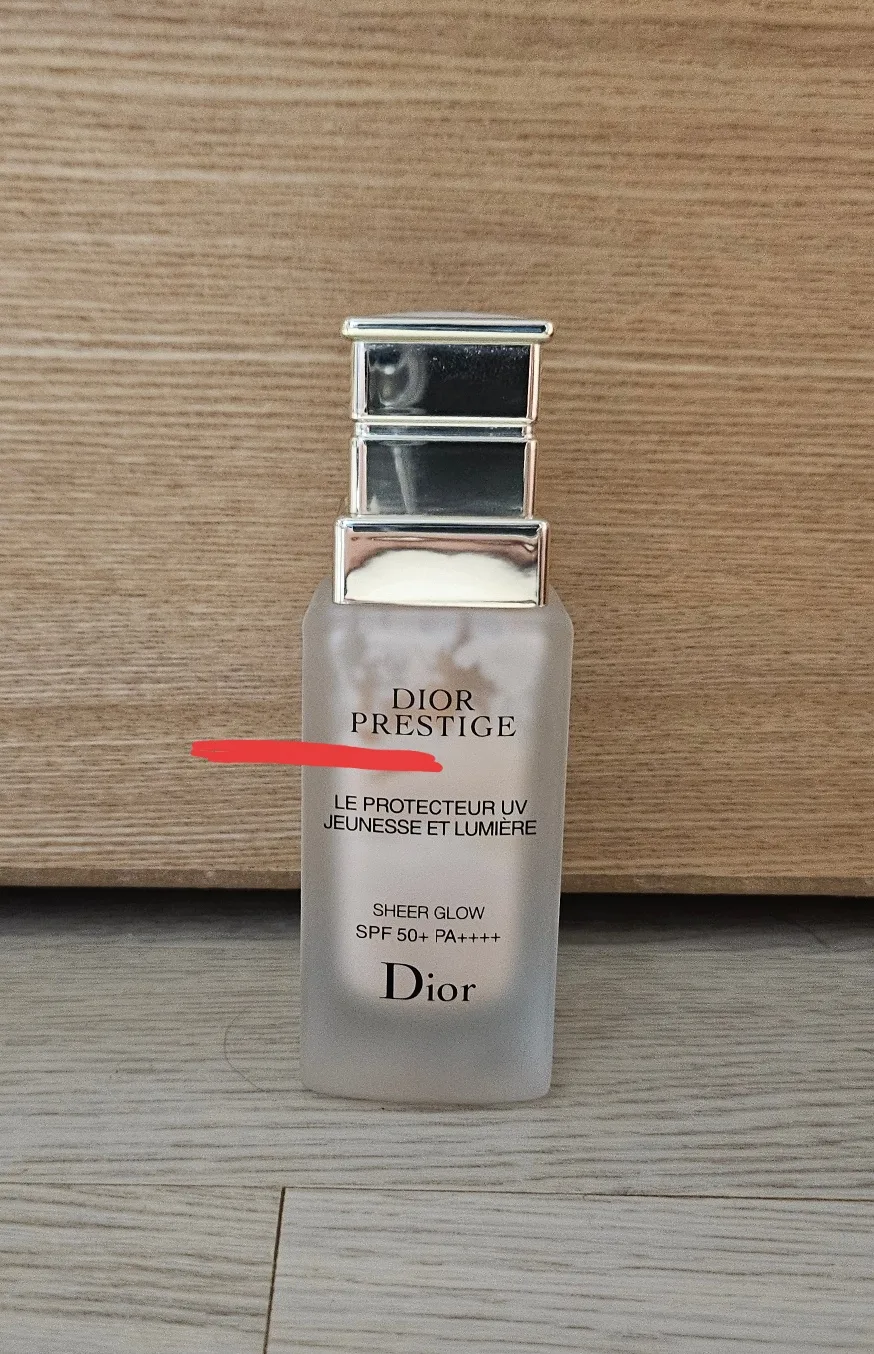 DIOR
PRESTIGE
LE PROTECTEUR UV
JEUNESSE ET LUMIÈRE
SHEER GLOW
SPF 50+ PA++++
Dior